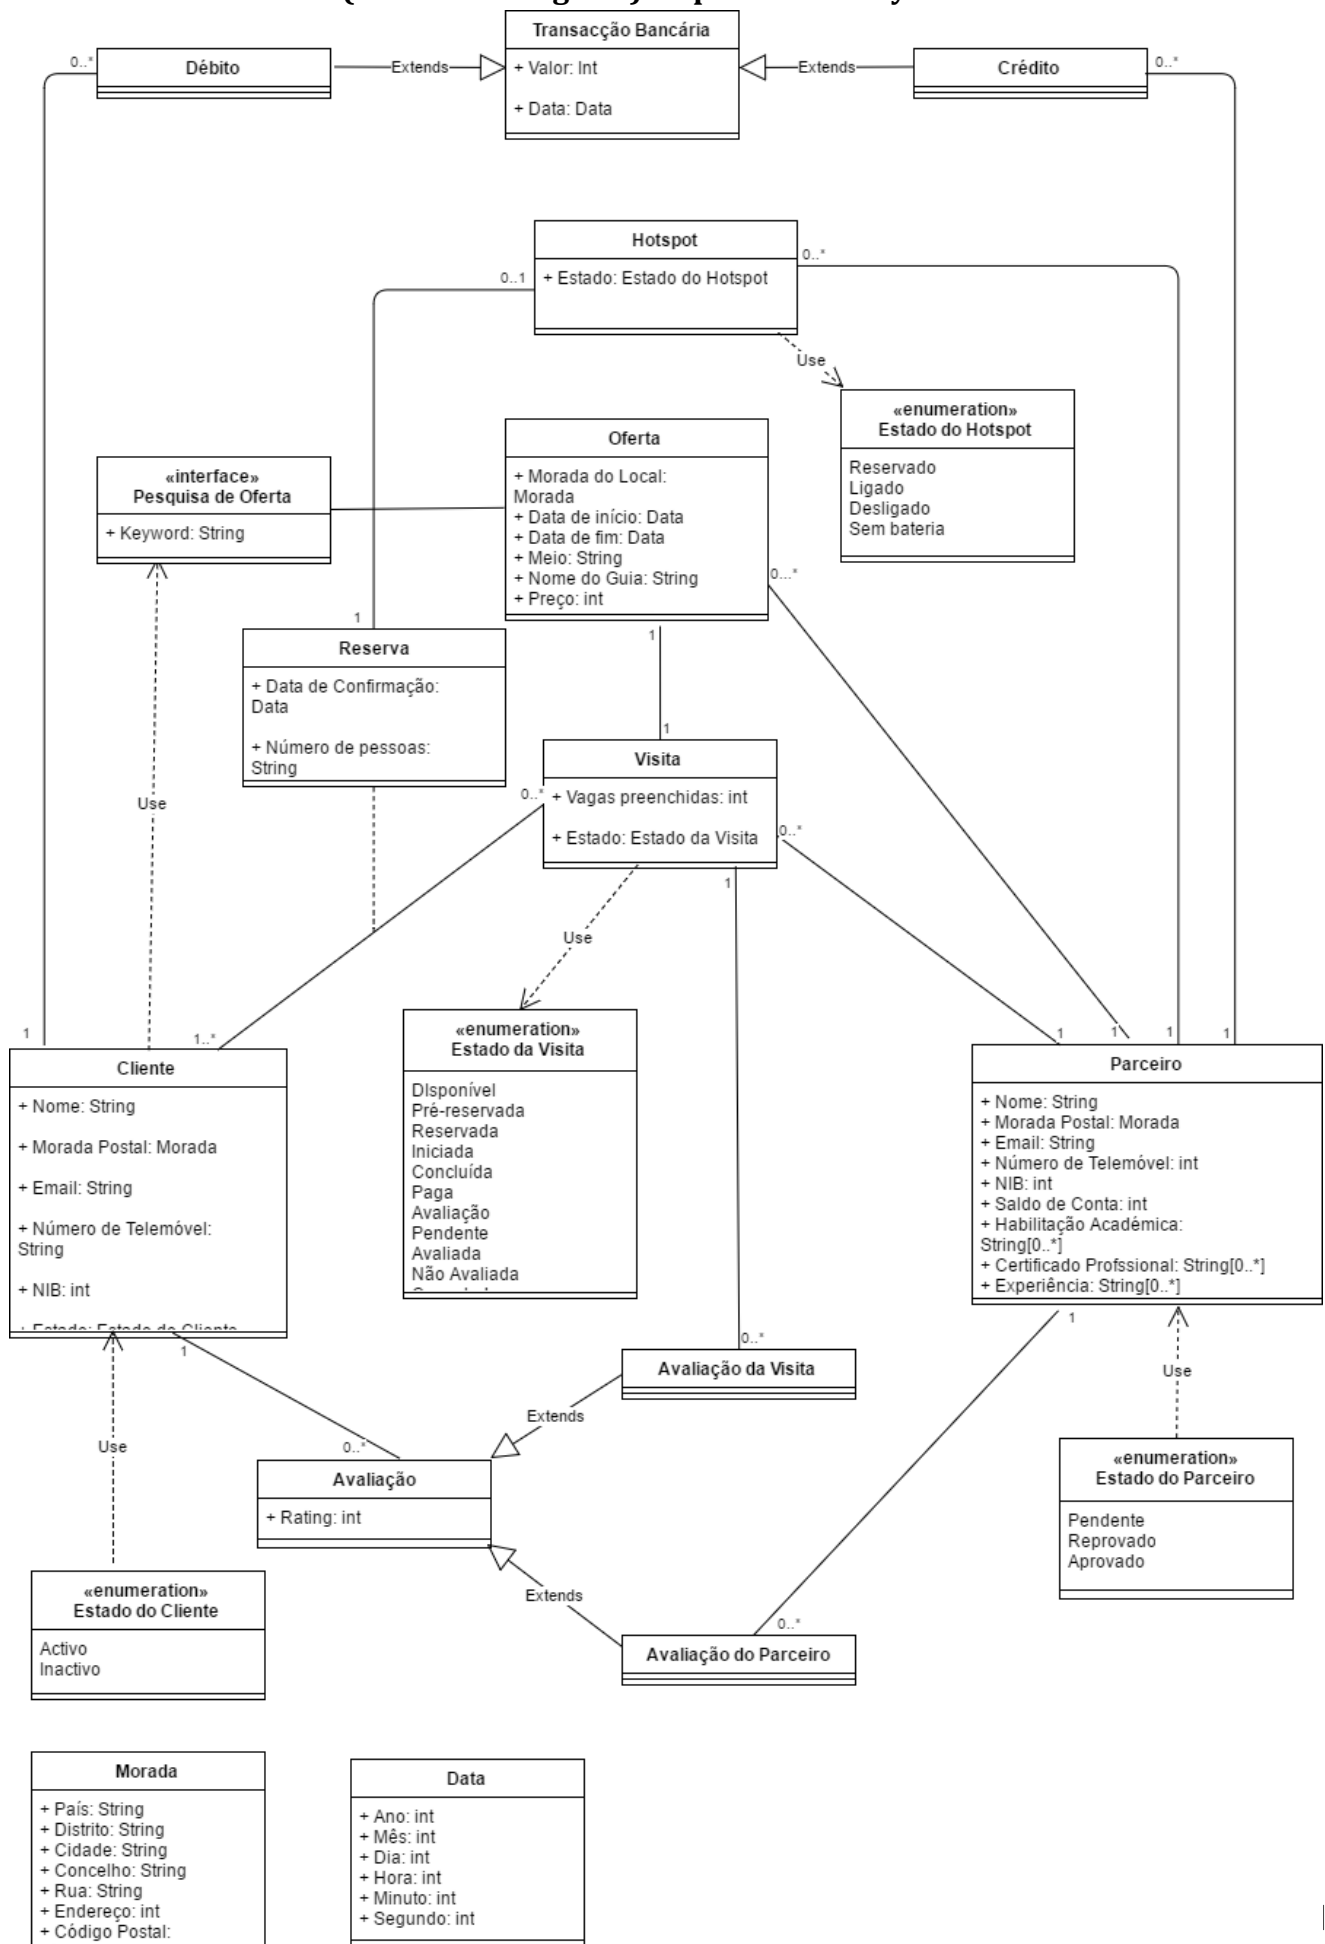 Transacção Bancária
+ Valor: Int
+ Data: Data
Débito
Extends
Extends
Crédito
0..*
0..*
Hotspot
+ Estado: Estado do Hotspot
0..1
0..*
Use
«enumeration»
Estado do Hotspot
Reservado
Ligado
Desligado
Sem bateria
Oferta
+ Morada do Local:
Morada
+ Data de início: Data
+ Data de fim: Data
+ Meio: String
+ Nome do Guia: String
+ Preço: int
0...*
1
«interface»
Pesquisa de Oferta
+ Keyword: String
1
Reserva
+ Data de Confirmação:
Data
+ Número de pessoas:
String
Use
1
Visita
+ Vagas preenchidas: int
+ Estado: Estado da Visita
0..*
0..*
1
Use
«enumeration»
Estado da Visita
DIsponível
Pré-reservada
Reservada
Iniciada
Concluída
Paga
Avaliação
Pendente
Avaliada
Não Avaliada
1
1..*
Cliente
+ Nome: String
+ Morada Postal: Morada
+ Email: String
+ Número de Telemóvel:
String
+ NIB: int
+ Estado: Estado do Cliente
1
1
1
1
1
Parceiro
+ Nome: String
+ Morada Postal: Morada
+ Email: String
+ Número de Telemóvel: int
+ NIB: int
+ Saldo de Conta: int
+ Habilitação Académica:
String[0..*]
+ Certificado Profssional: String[0..*]
+ Experiência: String[0..*]
1
Use
0..*
Avaliação da Visita
Extends
Use
0..*
Avaliação
+ Rating: int
Extends
«enumeration»
Estado do Parceiro
Pendente
Reprovado
Aprovado
«enumeration»
Estado do Cliente
Activo
Inactivo
0..*
Avaliação do Parceiro
Morada
+ País: String
+ Distrito: String
+ Cidade: String
+ Concelho: String
+ Rua: String
+ Endereço: int
+ Código Postal:
Data
+ Ano: int
+ Mês: int
+ Dia: int
+ Hora: int
+ Minuto: int
+ Segundo: int